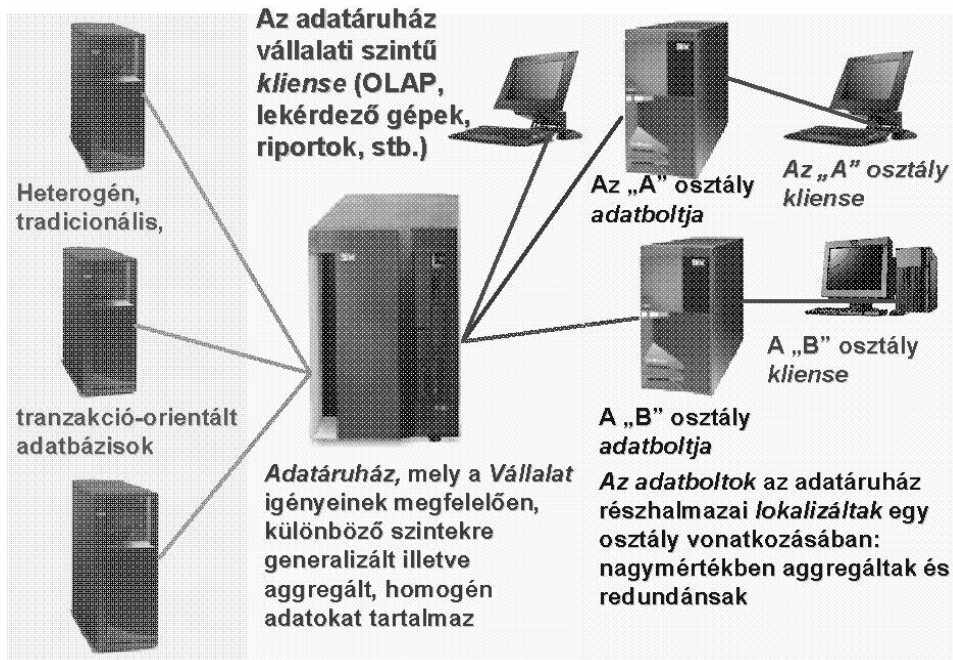 Az adatáruház
vállalati szintű
kliense (OLAP,
lekérdező gépek,
riportok, stb.)
Heterogén,
tradicionális,
tranzakció-orientált
adatbázisok
Adatáruház, mely a Vállalat
igényeinek megfelelően,
különböző szintekre
generalizált illetve
aggregált, homogén
adatokat tartalmaz
Az „A” osztály
adatboltja
Az „A” osztály
kliense
A „B” osztály
kliense
A „B” osztály
adatboltja
Az adatboltok az adatáruház
részhalmazai lokalizáltak egy
osztály vonatkozásában:
nagymértékben aggregáltak és
redundánsak